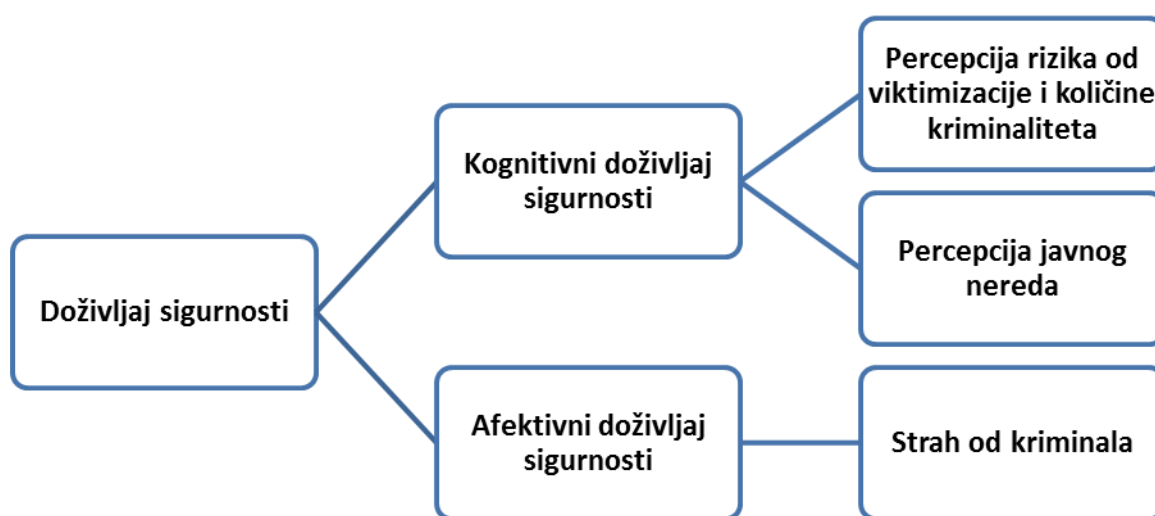 Doživljaj sigurnosti
Kognitivni doživljaj
sigurnosti
Percepcija rizika od
viktimizacije i količine
kriminaliteta
Percepcija javnog
nereda
Afektivni doživljaj
sigurnosti
Strah od kriminala